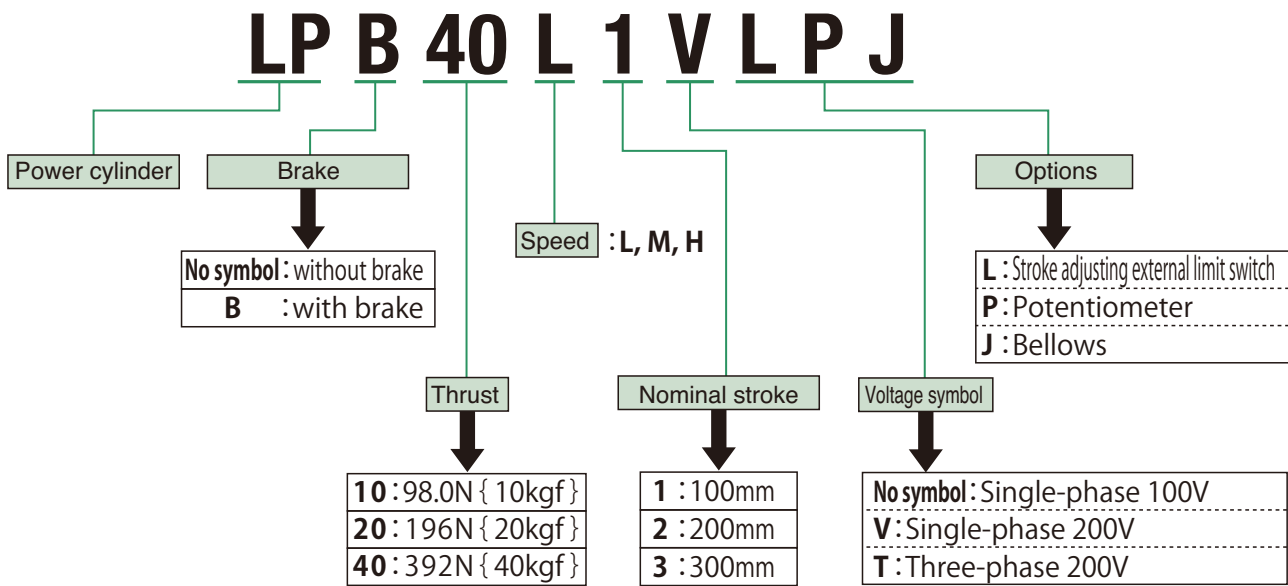 LP B 40 L 1 V L P J
Power cylinder
Brake
Options
No symbol:without brake
B :with brake
Speed :L, M, H
L:Stroke adjusting external limit switch
P:Potentiometer
J:Bellows
Thrust
Nominal stroke
Voltage symbol
10:98.0N{10kgf}
20:196N{20kgf}
40:392N{40kgf}
1:100mm
2:200mm
3:300mm
No symbol:Single-phase 100V
V:Single-phase 200V
T:Three-phase 200V